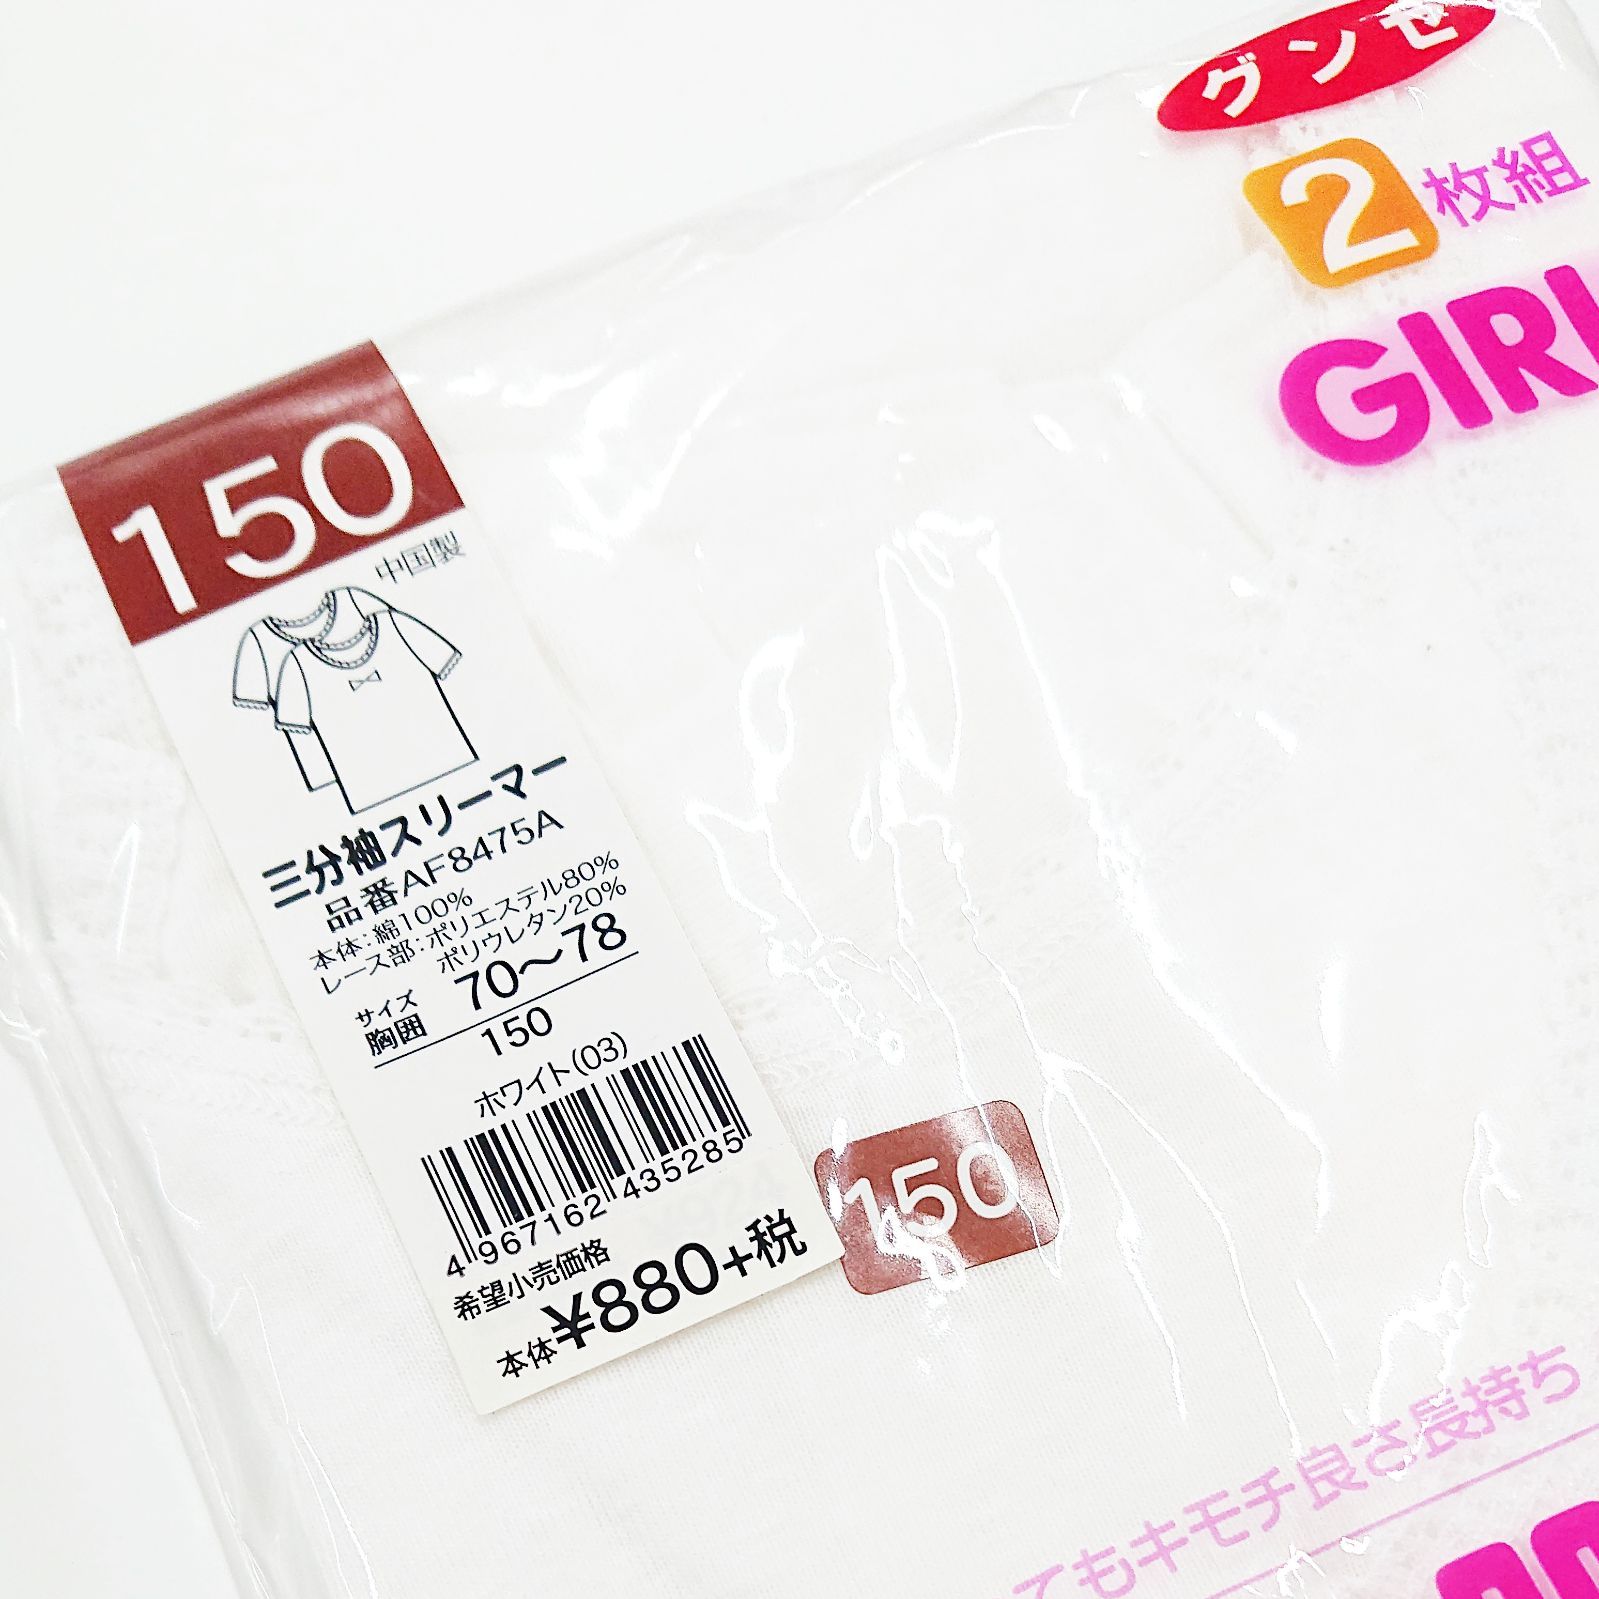 グンゼ
2枚組
GIRL
150
中国製
三分袖スリーマー
品番AF8475A
本体:綿100%
レース部:ポリエステル80%
ポリウレタン20%
サイズ
胸囲 70〜78
150
ホワイト(03)
4 967162 435285
希望小売価格
本体¥880+税
150
てもキモチ良さ長持ち